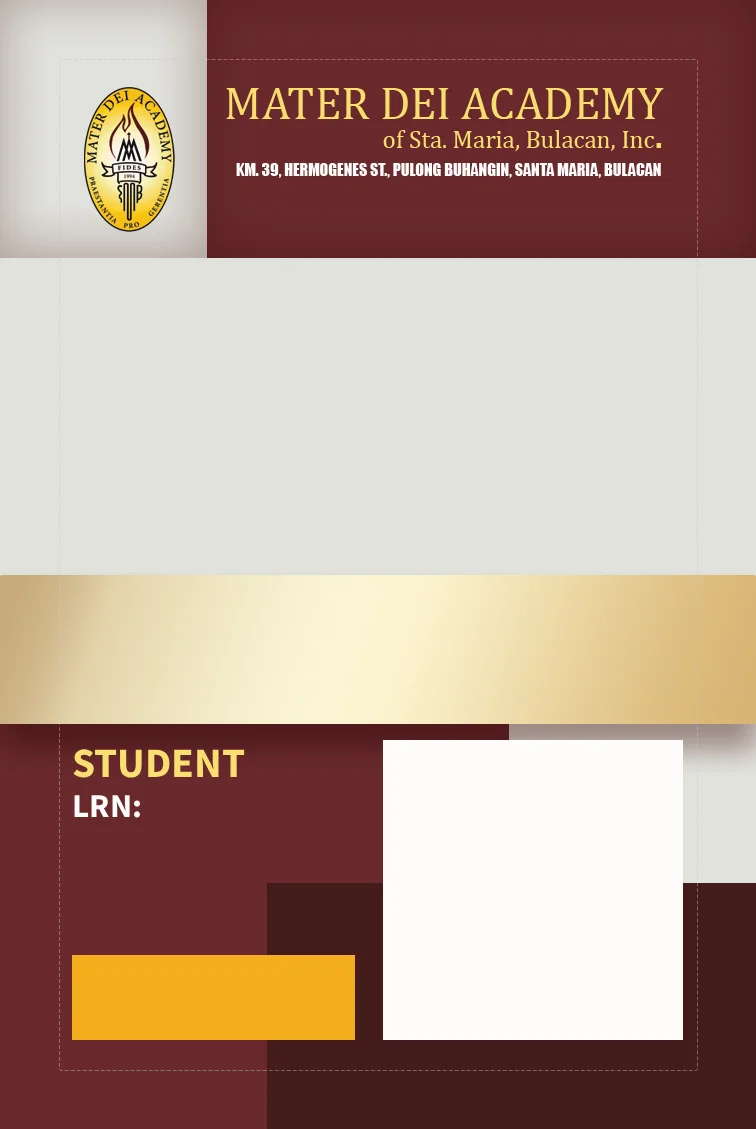 MATER DEI ACADEMY
FIDES
1994
PRAESTANTIA PRO GERENTIA
MATER DEI ACADEMY
of Sta. Maria, Bulacan, Inc.
KM. 39, HERMOGENES ST., PULONG BUHANGIN, SANTA MARIA, BULACAN
STUDENT
LRN: